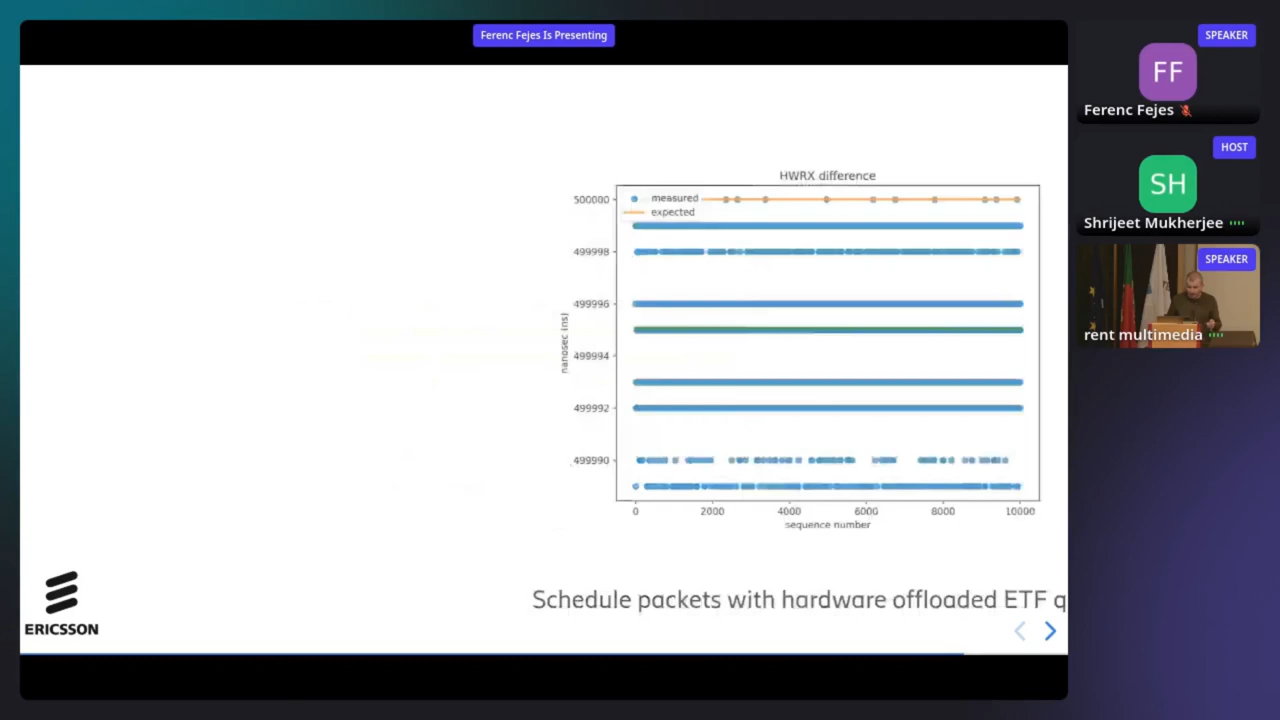 Ferenc Fejes Is Presenting
SPEAKER
FF
Ferenc Fejes
HOST
SH
Shrijeet Mukherjee
SPEAKER
rent multimedia
HWRX difference
measured
expected
500000
499998
499996
499994
499992
499990
nanosec (ns)
0 2000 4000 6000 8000 10000
sequence number
Schedule packets with hardware offloaded ETF q
ERICSSON